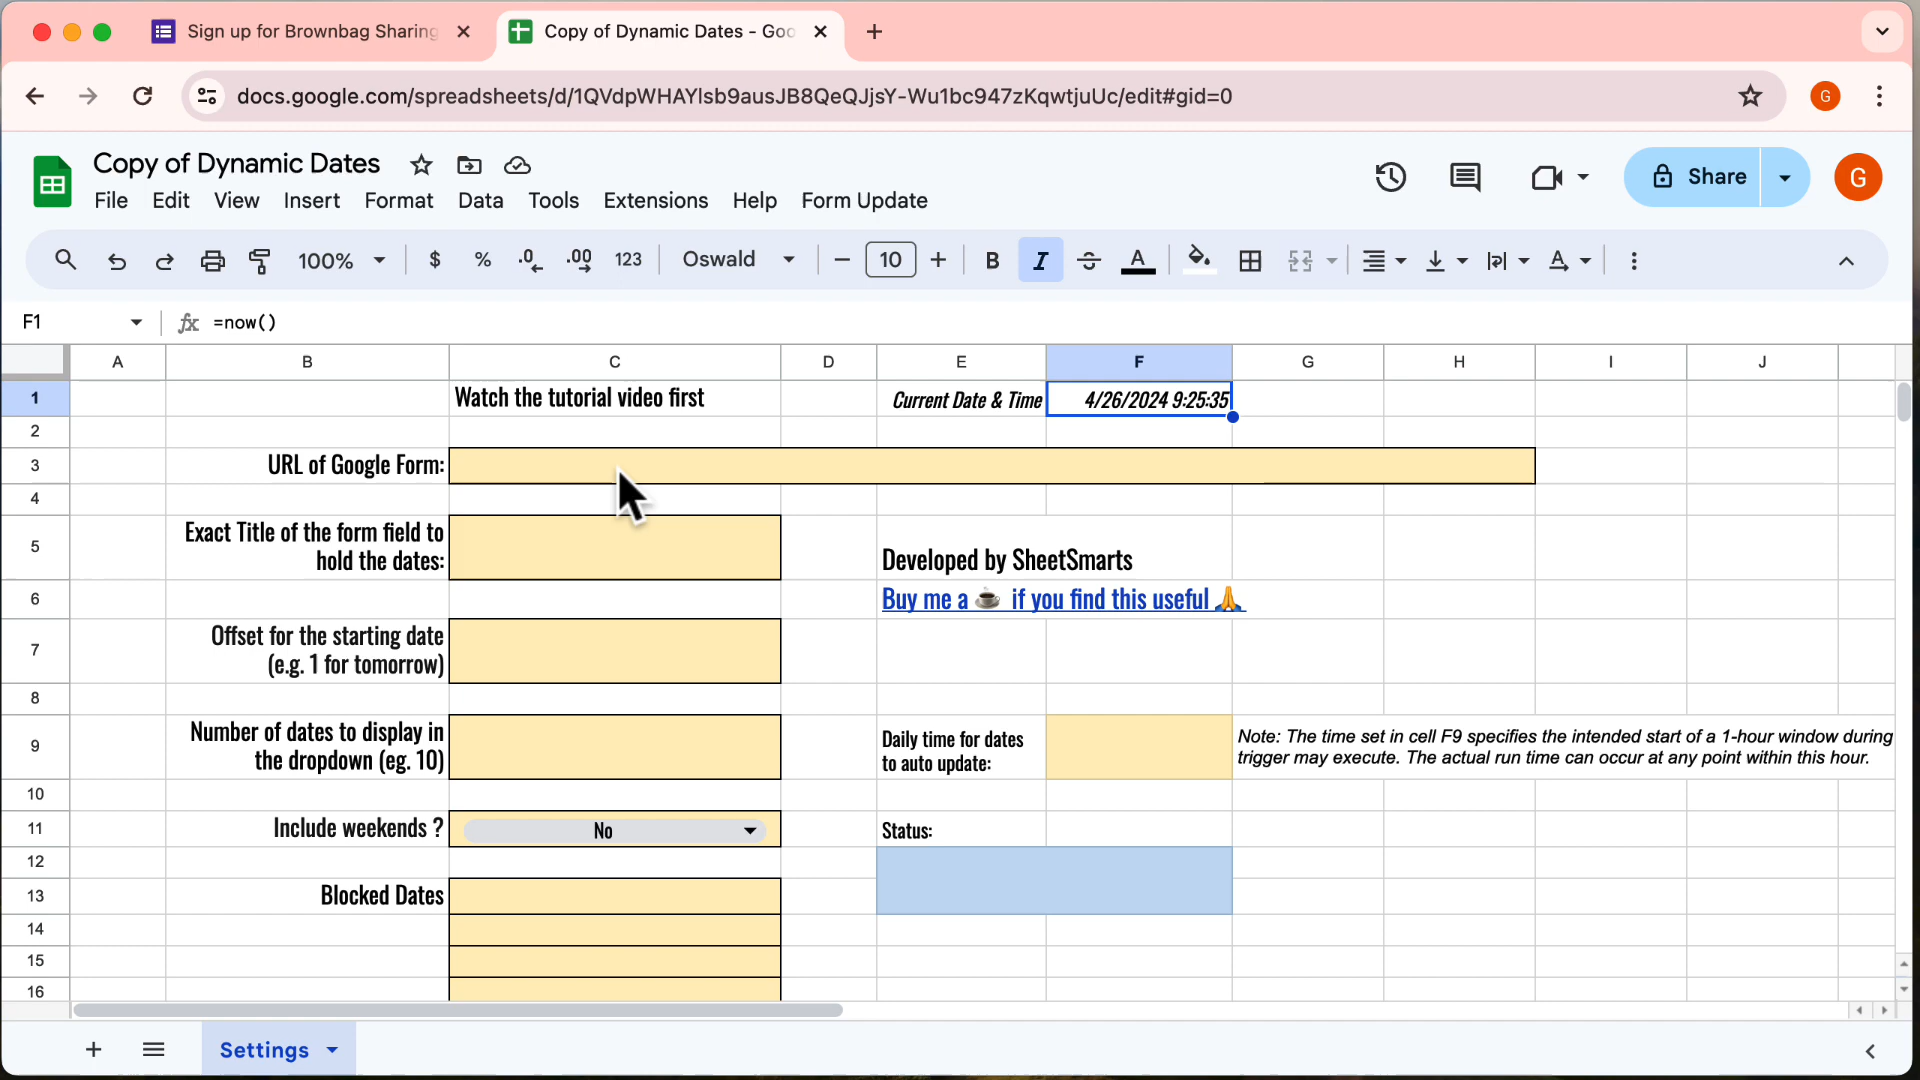 Sign up for Brownbag Sharing
Copy of Dynamic Dates - Goo
docs.google.com/spreadsheets/d/1QVdpWHAYlsb9ausJB8QeQJjsY-Wu1bc947zKqwtjuUc/edit#gid=0
G
Copy of Dynamic Dates
File Edit View Insert Format Data Tools Extensions Help Form Update
Share
G
100% $ % .0 .00 123 Oswald 10 B I A
F1 fx =now()
A B C D E F G H I J
1 Watch the tutorial video first Current Date & Time 4/26/2024 9:25:35
2
3 URL of Google Form:
4
Exact Title of the form field to
5
hold the dates:
Developed by SheetSmarts
6 Buy me a ☕ if you find this useful 🙏
Offset for the starting date
7
(e.g. 1 for tomorrow)
8
Number of dates to display in
9
the dropdown (eg. 10)
Daily time for dates
to auto update:
Note: The time set in cell F9 specifies the intended start of a 1-hour window during
trigger may execute. The actual run time can occur at any point within this hour.
10
11 Include weekends ? No Status:
12
13 Blocked Dates
14
15
16
Settings